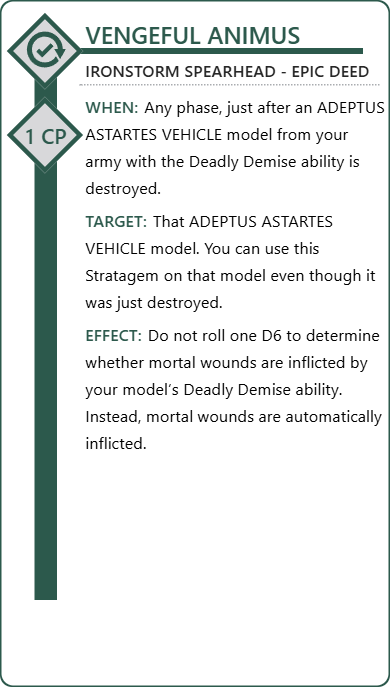 VENGEFUL ANIMUS
IRONSTORM SPEARHEAD - EPIC DEED
1 CP
WHEN: Any phase, just after an ADEPTUS
ASTARTES VEHICLE model from your
army with the Deadly Demise ability is
destroyed.
TARGET: That ADEPTUS ASTARTES
VEHICLE model. You can use this
Stratagem on that model even though it
was just destroyed.
EFFECT: Do not roll one D6 to determine
whether mortal wounds are inflicted by
your model's Deadly Demise ability.
Instead, mortal wounds are automatically
inflicted.